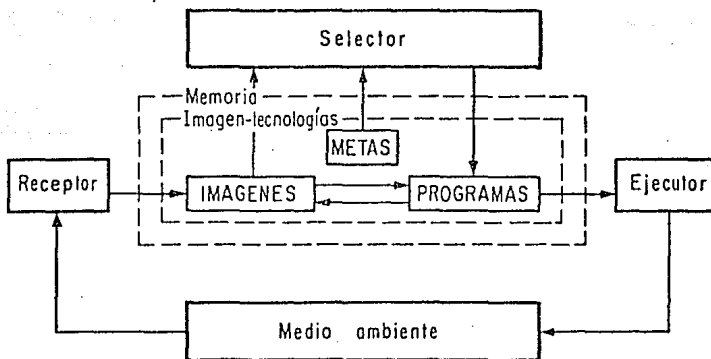 Selector
Memoria
Imagen-tecnologías
METAS
Receptor
IMAGENES
PROGRAMAS
Ejecutor
Medio ambiente